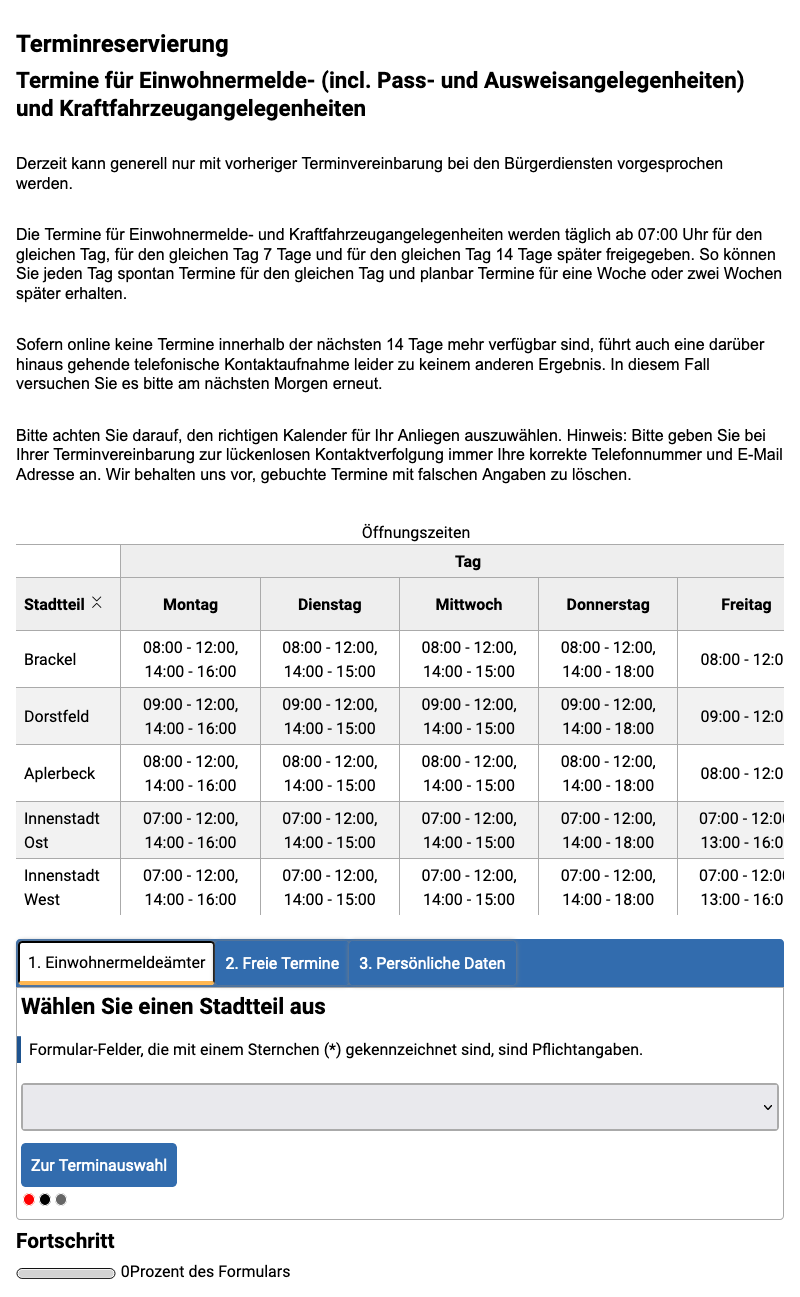 Terminreservierung
Termine für Einwohnermelde- (incl. Pass- und Ausweisangelegenheiten)
und Kraftfahrzeugangelegenheiten
Derzeit kann generell nur mit vorheriger Terminvereinbarung bei den Bürgerdiensten vorgesprochen
werden.
Die Termine für Einwohnermelde- und Kraftfahrzeugangelegenheiten werden täglich ab 07:00 Uhr für den
gleichen Tag, für den gleichen Tag 7 Tage und für den gleichen Tag 14 Tage später freigegeben. So können
Sie jeden Tag spontan Termine für den gleichen Tag und planbar Termine für eine Woche oder zwei Wochen
später erhalten.
Sofern online keine Termine innerhalb der nächsten 14 Tage mehr verfügbar sind, führt auch eine darüber
hinaus gehende telefonische Kontaktaufnahme leider zu keinem anderen Ergebnis. In diesem Fall
versuchen Sie es bitte am nächsten Morgen erneut.
Bitte achten Sie darauf, den richtigen Kalender für Ihr Anliegen auszuwählen. Hinweis: Bitte geben Sie bei
Ihrer Terminvereinbarung zur lückenlosen Kontaktverfolgung immer Ihre korrekte Telefonnummer und E-Mail
Adresse an. Wir behalten uns vor, gebuchte Termine mit falschen Angaben zu löschen.
Öffnungszeiten
Tag
Stadtteil Montag Dienstag Mittwoch Donnerstag Freitag
08:00 - 12:00, 08:00 - 12:00, 08:00 - 12:00, 08:00 - 12:00,
Brackel 08:00 - 12:0
14:00 - 16:00 14:00 - 15:00 14:00 - 15:00 14:00 - 18:00
09:00 - 12:00, 09:00 - 12:00, 09:00 - 12:00, 09:00 - 12:00,
Dorstfeld 09:00 - 12:0
14:00 - 16:00 14:00 - 15:00 14:00 - 15:00 14:00 - 18:00
08:00 - 12:00, 08:00 - 12:00, 08:00 - 12:00, 08:00 - 12:00,
Aplerbeck 08:00 - 12:0
14:00 - 16:00 14:00 - 15:00 14:00 - 15:00 14:00 - 18:00
Innenstadt 07:00 - 12:00, 07:00 - 12:00, 07:00 - 12:00, 07:00 - 12:00, 07:00 - 12:00
Ost 14:00 - 16:00 14:00 - 15:00 14:00 - 15:00 14:00 - 18:00 13:00 - 16:0
Innenstadt 07:00 - 12:00, 07:00 - 12:00, 07:00 - 12:00, 07:00 - 12:00, 07:00 - 12:00
West 14:00 - 16:00 14:00 - 15:00 14:00 - 15:00 14:00 - 18:00 13:00 - 16:0
1. Einwohnermeldeämter 2. Freie Termine 3. Persönliche Daten
Wählen Sie einen Stadtteil aus
Formular-Felder, die mit einem Sternchen (*) gekennzeichnet sind, sind Pflichtangaben.
Zur Terminauswahl
Fortschritt
0Prozent des Formulars